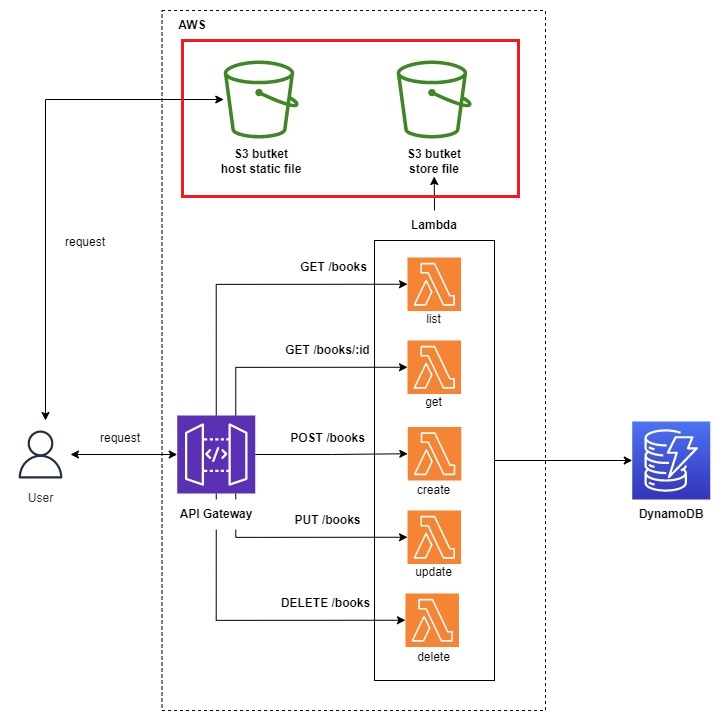 AWS
S3 butket
host static file
S3 butket
store file
request
Lambda
GET /books
list
GET /books/:id
get
request
POST /books
create
User
API Gateway
PUT /books
update
DynamoDB
DELETE /books
delete